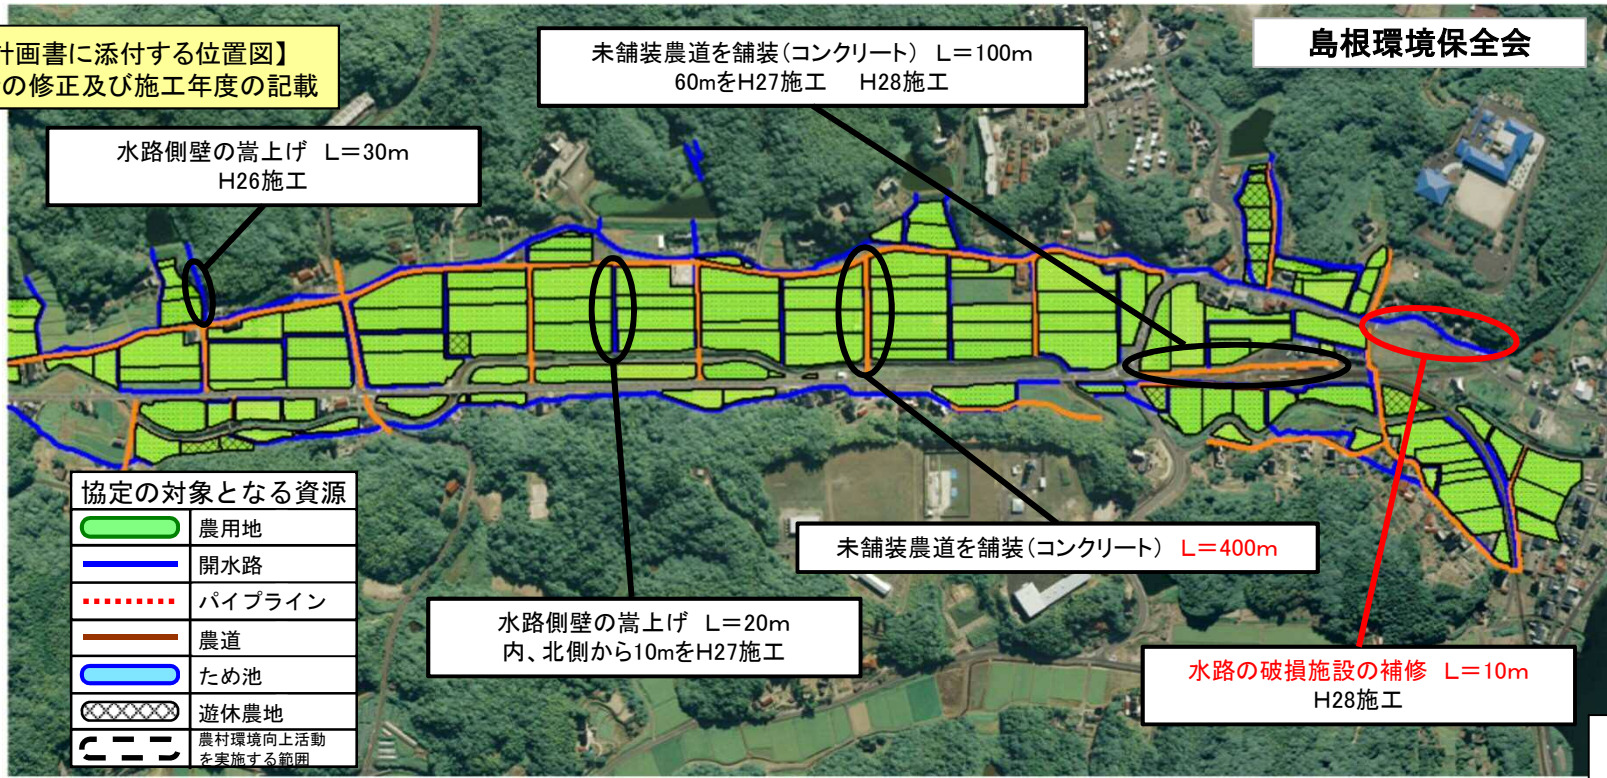 計画書に添付する位置図】
の修正及び施工年度の記載
島根環境保全会
未舗装農道を舗装(コンクリート) L=100m
60mをH27施工 H28施工
水路側壁の嵩上げ L=30m
H26施工
未舗装農道を舗装(コンクリート) L=400m
水路側壁の嵩上げ L=20m
内、北側から10mをH27施工
水路の破損施設の補修 L=10m
H28施工
協定の対象となる資源
農用地
開水路
パイプライン
農道
ため池
遊休農地
農村環境向上活動
を実施する範囲